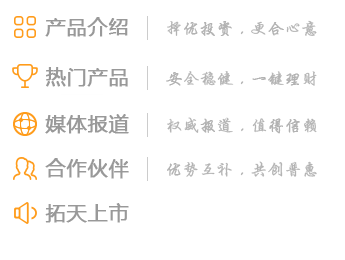 产品介绍 择优投资，更合心意
热门产品 安全稳健，一键理财
媒体报道 权威报道，值得信赖
合作伙伴 优势互补，共创普惠
拓天上市